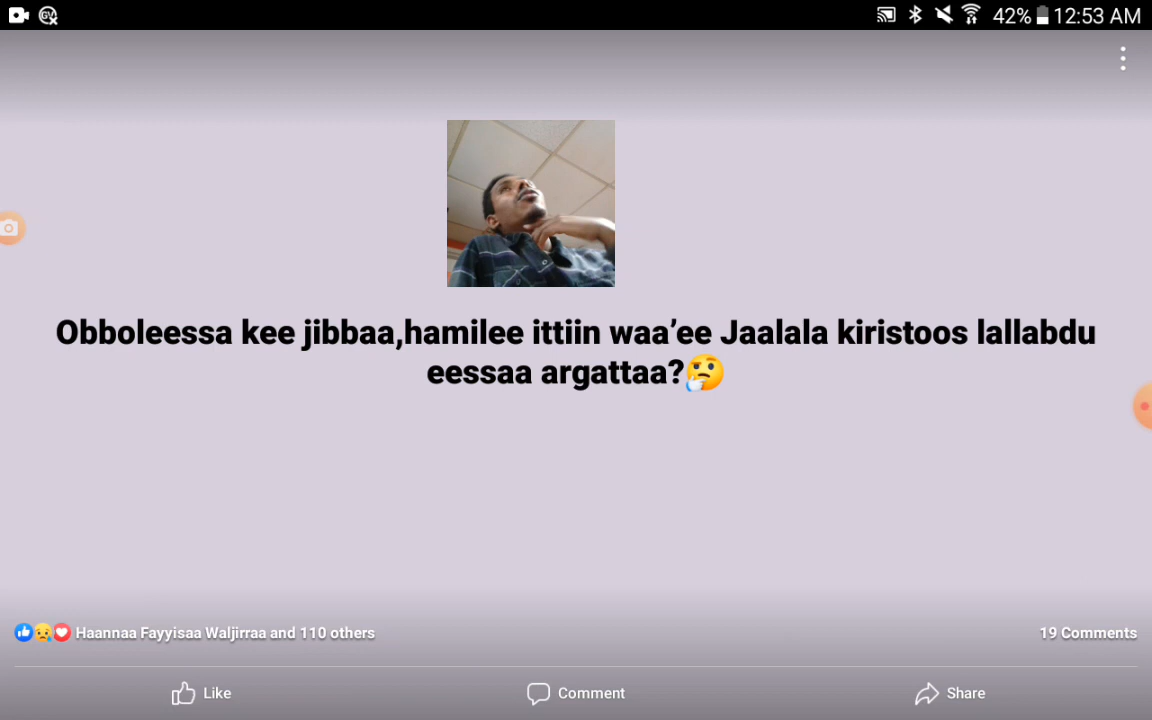 42% 12:53 AM
Obboleessa kee jibbaa,hamilee ittiin waa’ee Jaalala kiristoos lallabdu
eessaa argattaa?🤔
Haannaa Fayyisaa Waljirraa and 110 others
19 Comments
Like
Comment
Share